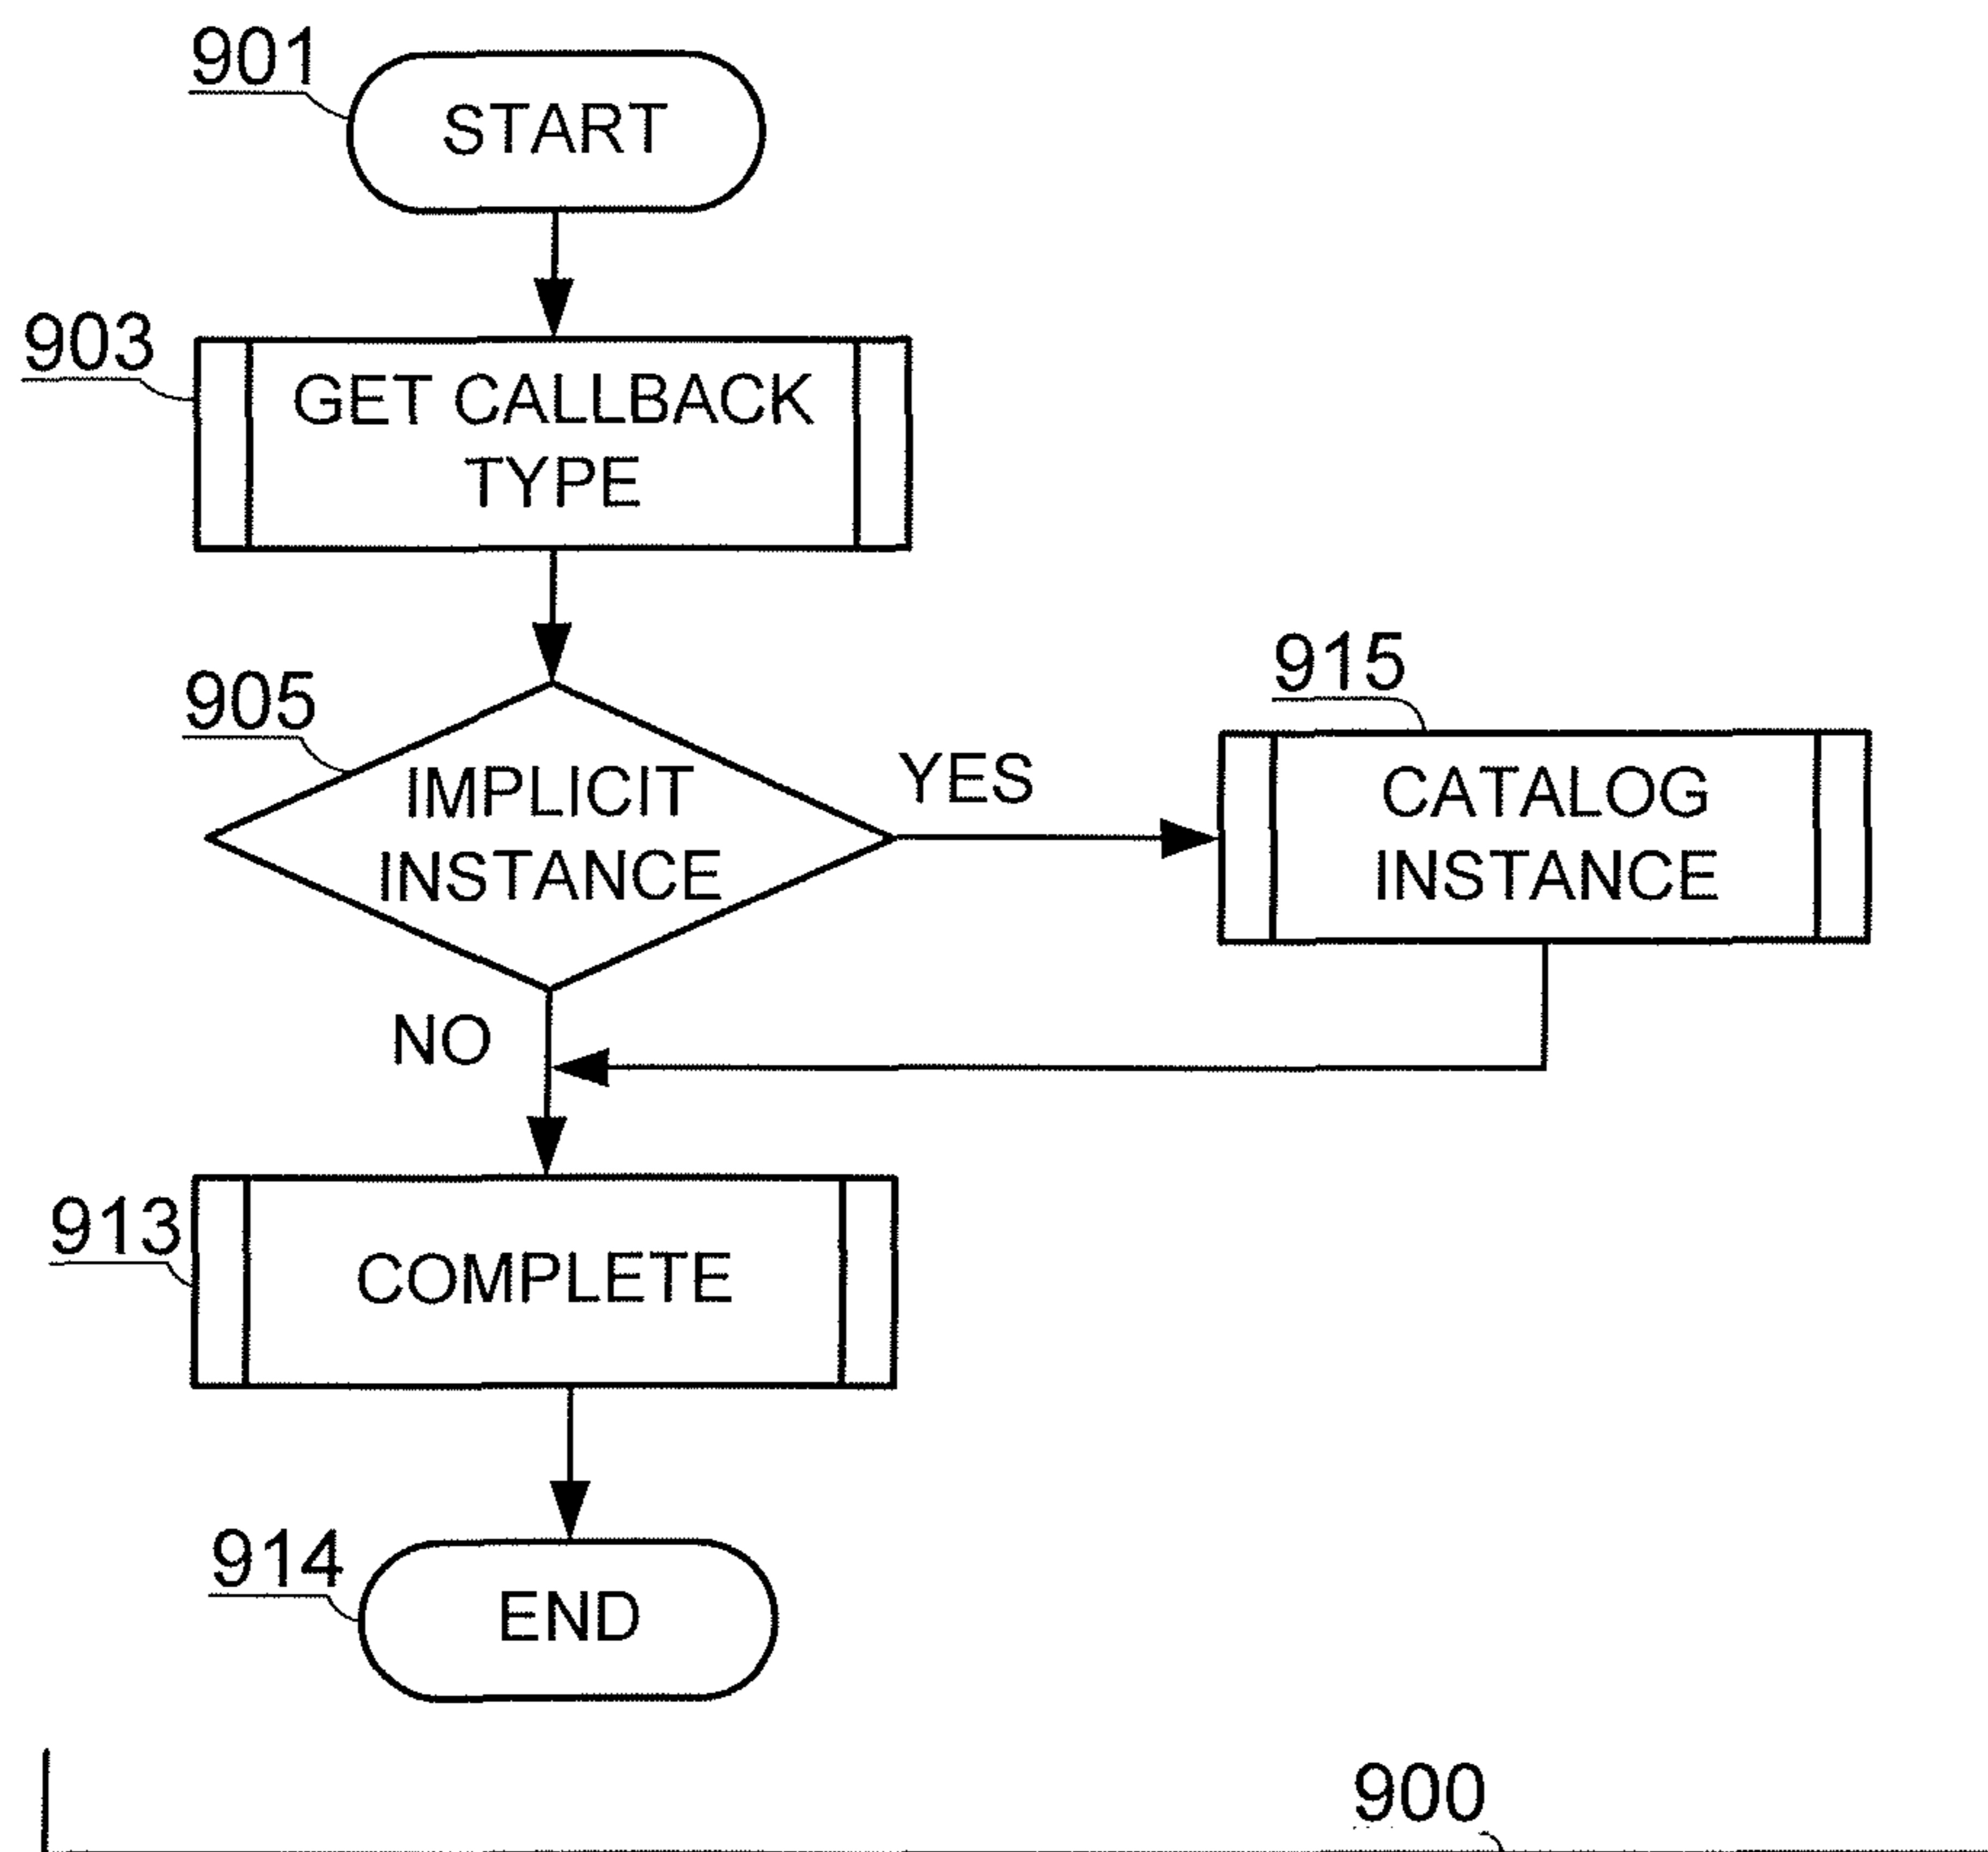 901
START
903
GET CALLBACK
TYPE
905
IMPLICIT
INSTANCE
YES
915
CATALOG
INSTANCE
NO
913
COMPLETE
914
END
900